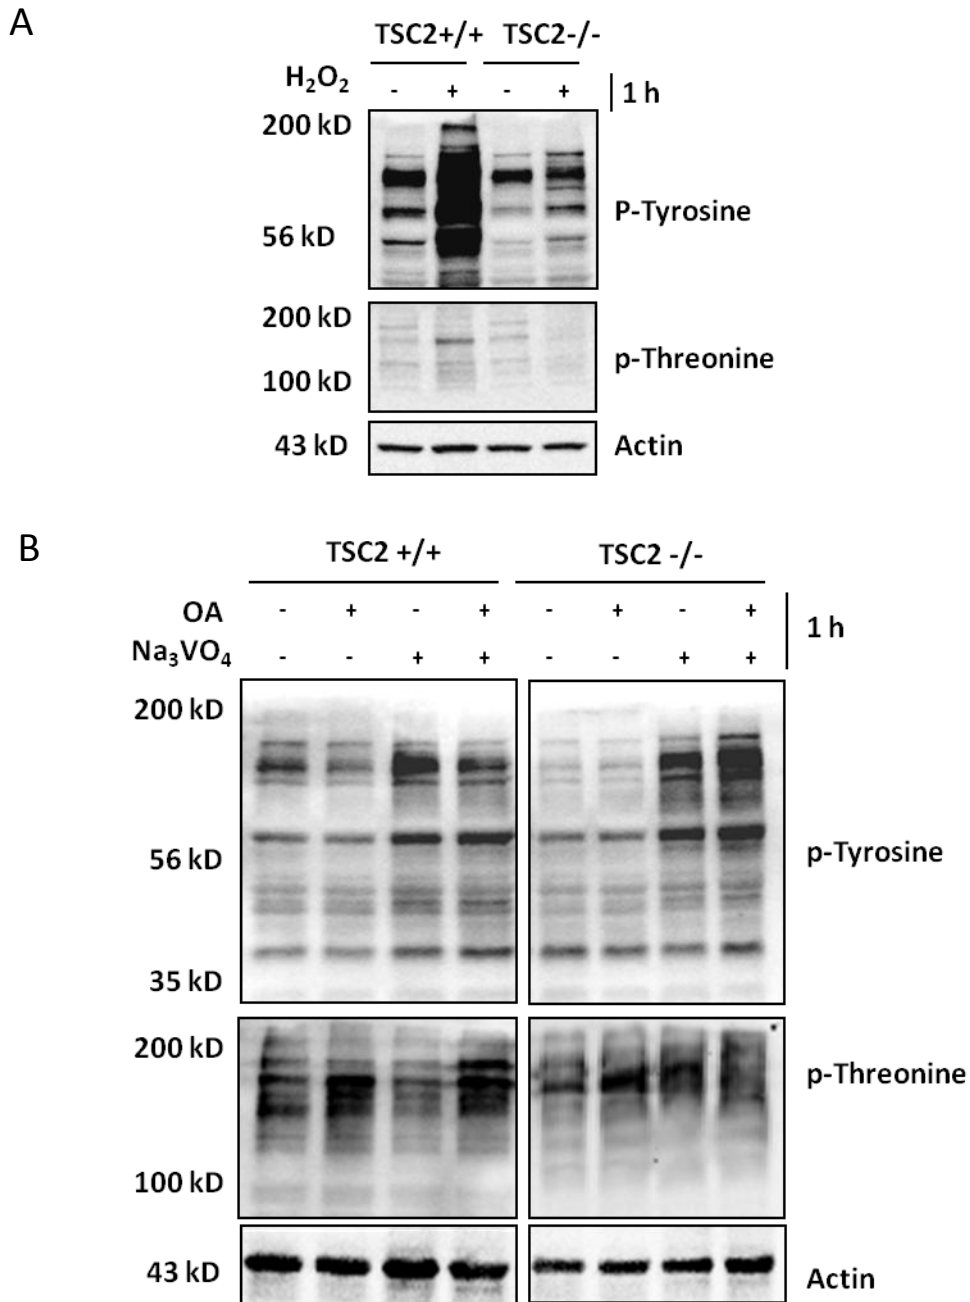 A
TSC2+/+ TSC2-/-
H₂O₂ - + - + 1 h
200 kD
56 kD
P-Tyrosine
200 kD
100 kD
p-Threonine
43 kD Actin
B
TSC2 +/+ TSC2 -/-
OA - + - + - + - + 1 h
Na₃VO₄ - - + + - - + +
200 kD
56 kD
p-Tyrosine
35 kD
200 kD
p-Threonine
100 kD
43 kD Actin